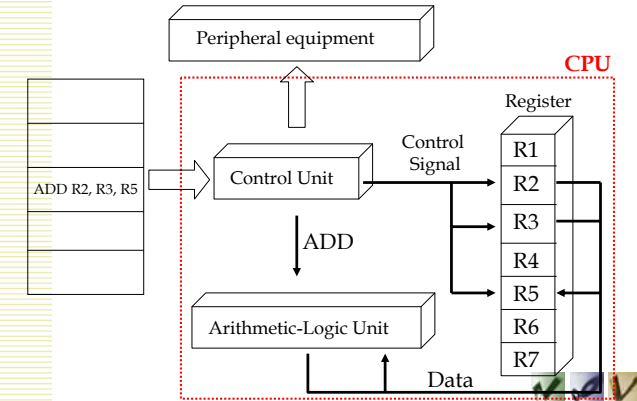 Peripheral equipment
CPU
Register
Control
Signal
R1
R2
R3
R4
R5
R6
R7
ADD R2, R3, R5
Control Unit
ADD
Arithmetic-Logic Unit
Data